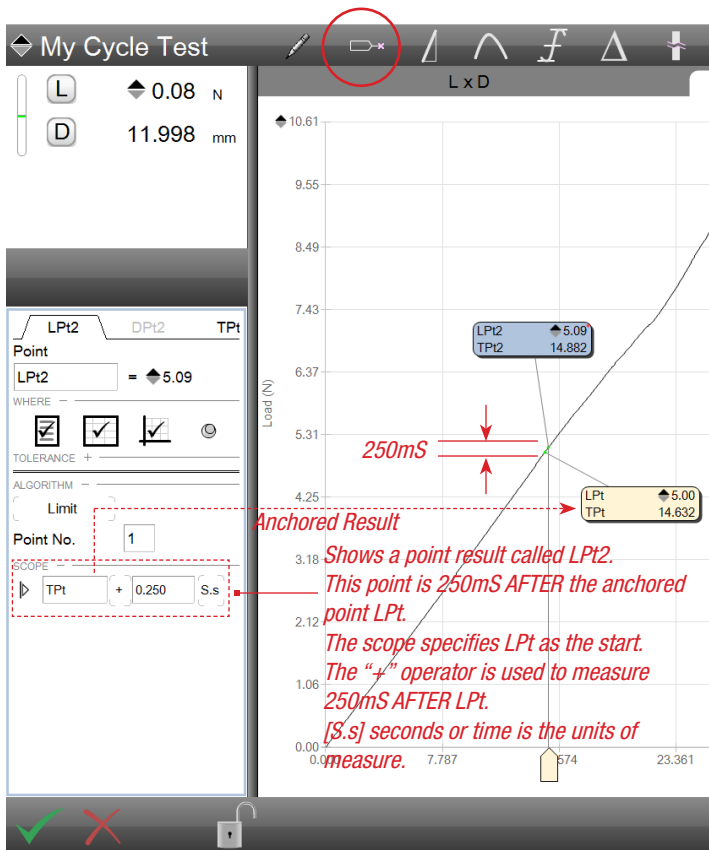 My Cycle Test
L 0.08 N
D 11.998 mm
L x D
LPt2 DPt2 TPt
Point
LPt2 = 5.09
WHERE
TOLERANCE +
ALGORITHM
Limit
Point No. 1
SCOPE
TPt + 0.250 S.s
10.61
9.55
8.49
7.43
6.37
5.31
4.25
3.18
2.12
1.06
0.00
Load (N)
LPt2 5.09
TPt2 14.882
250mS
LPt 5.00
TPt 14.632
Anchored Result
Shows a point result called LPt2.
This point is 250mS AFTER the anchored
point LPt.
The scope specifies LPt as the start.
The “+” operator is used to measure
250mS AFTER LPt.
[S.s] seconds or time is the units of
measure.
7.787 574 23.361